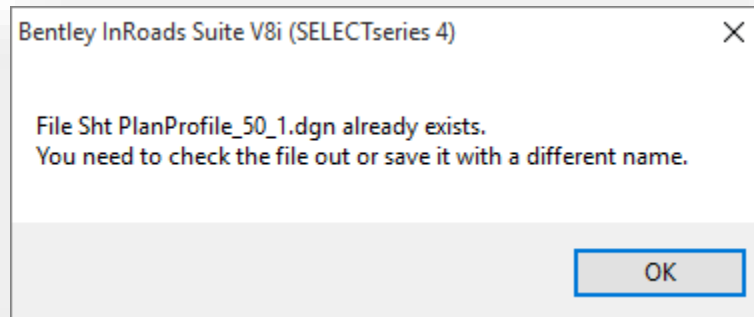 Bentley InRoads Suite V8i (SELECTseries 4)
File Sht PlanProfile_50_1.dgn already exists.
You need to check the file out or save it with a different name.
OK